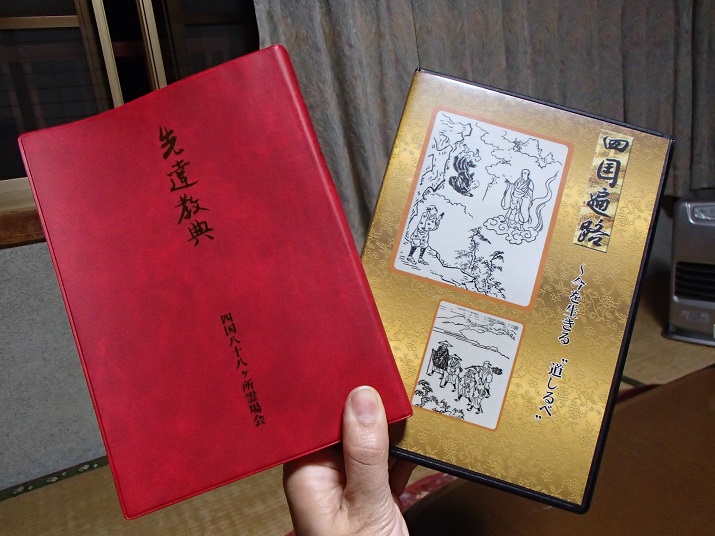 先達教典
四国八十八ヶ所霊場会
四国遍路
～今を生きる〝道しるべ〟